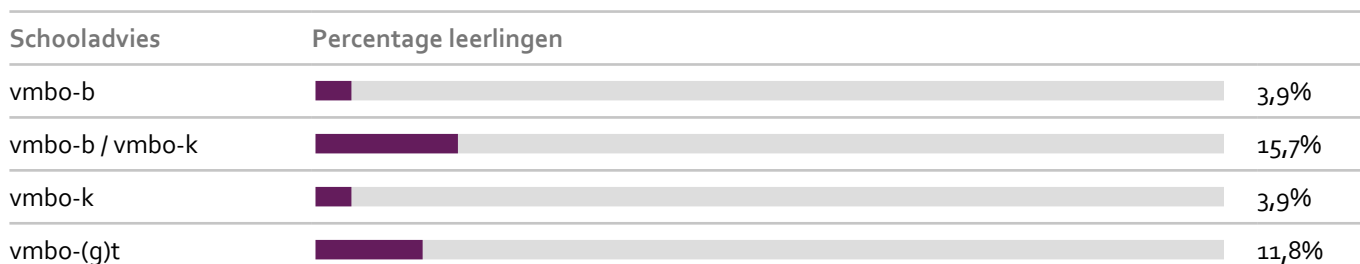 Schooladvies Percentage leerlingen
vmbo-b 3,9%
vmbo-b / vmbo-k 15,7%
vmbo-k 3,9%
vmbo-(g)t 11,8%